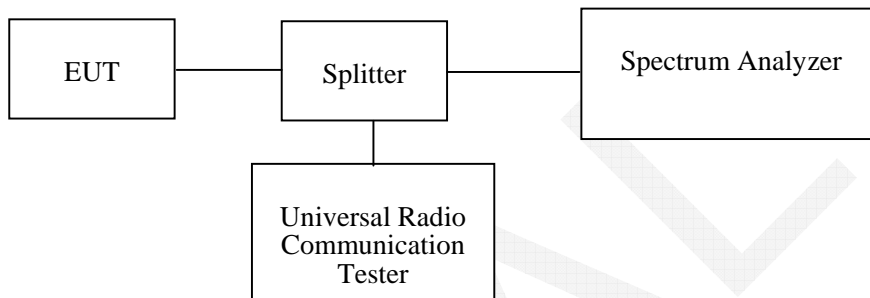 EUT
Splitter
Spectrum Analyzer
Universal Radio
Communication
Tester